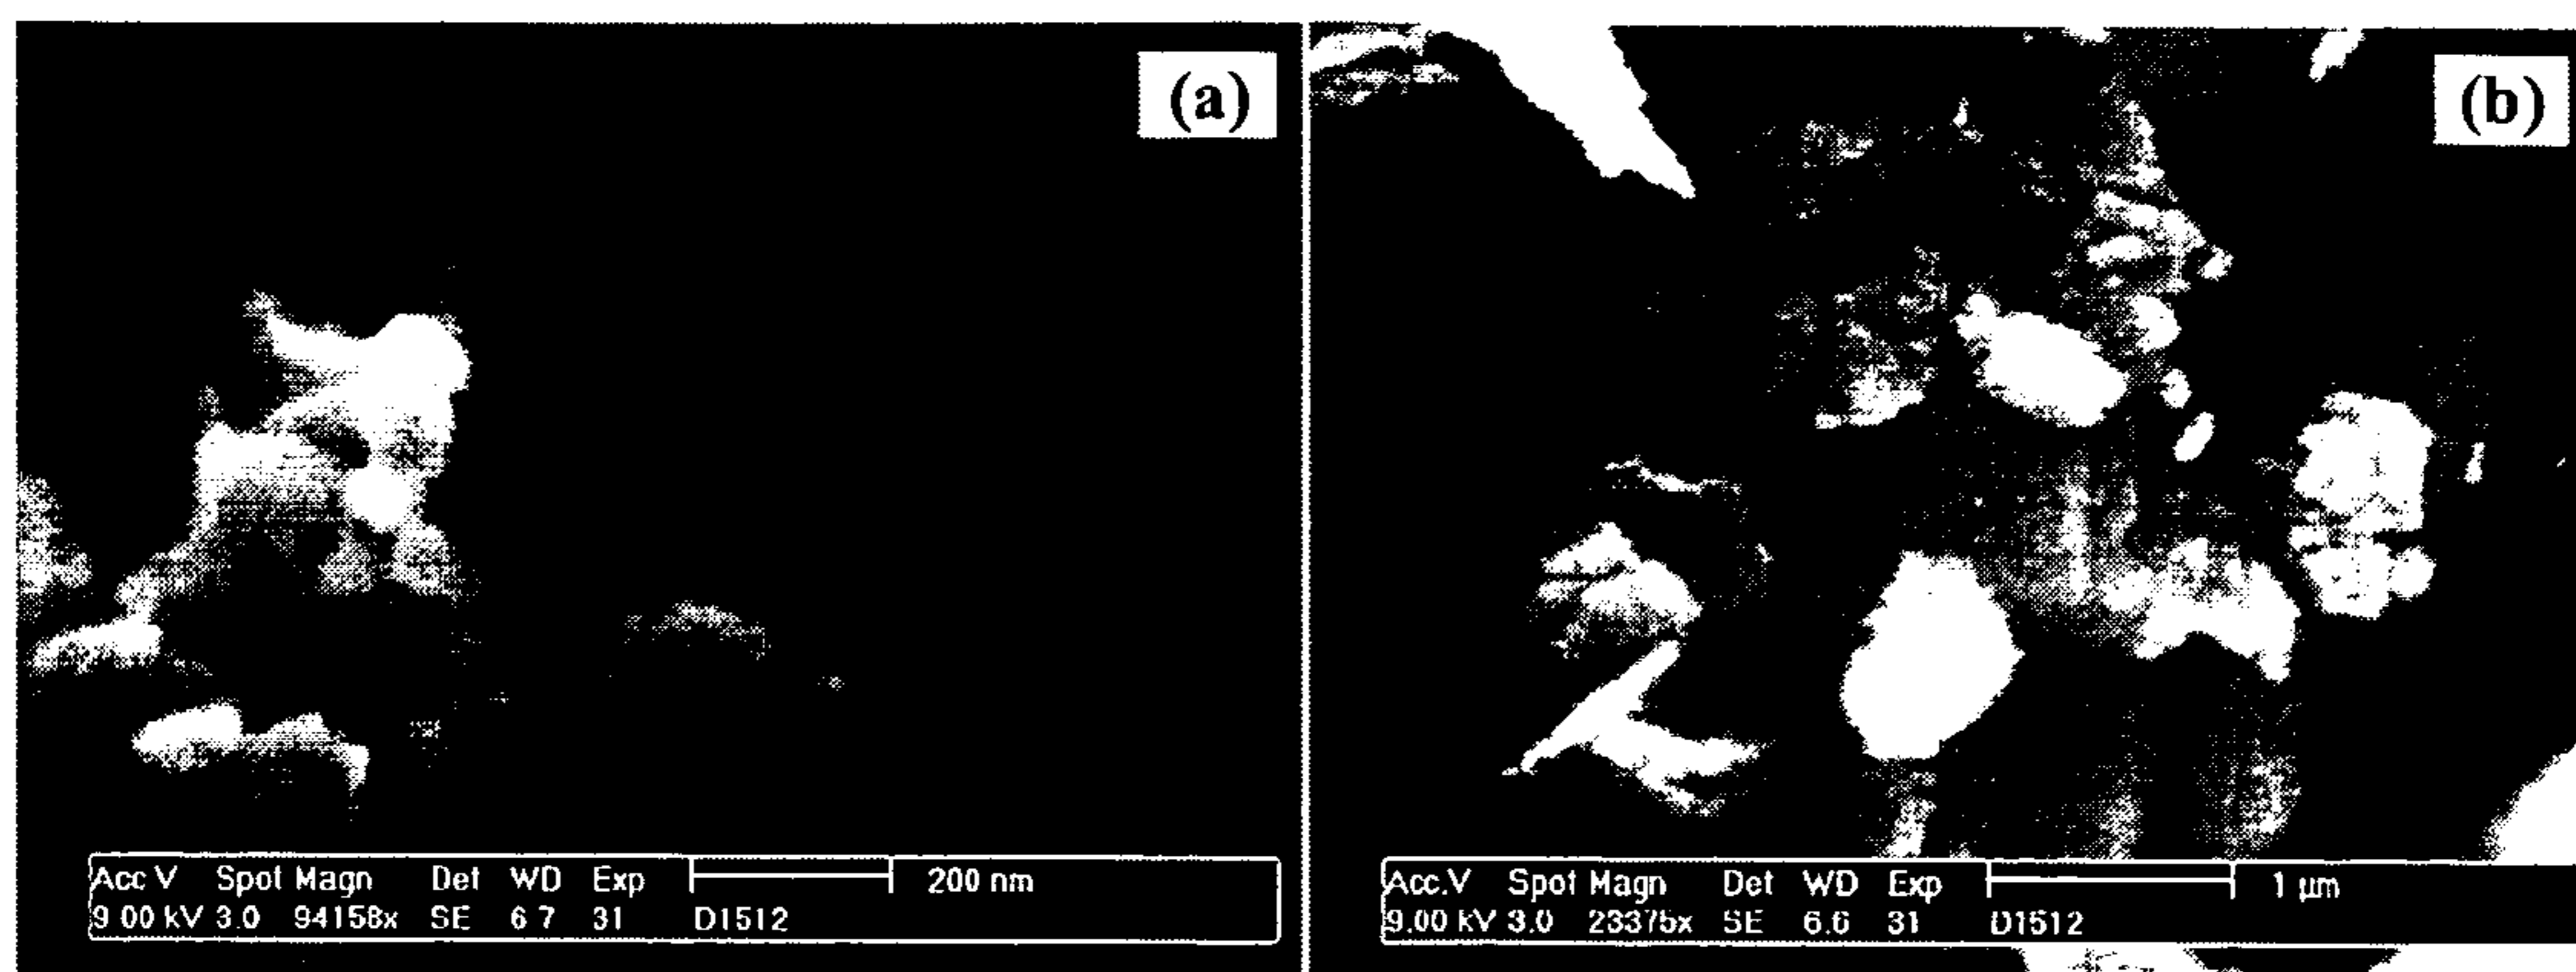 (a)
Acc V Spot Magn Det WD Exp 200 nm
9 00 kV 3.0 94158x SE 6 7 31 D1512
(b)
Acc.V Spot Magn Det WD Exp 1 µm
9.00 kV 3.0 23375x SE 6.6 31 D1512